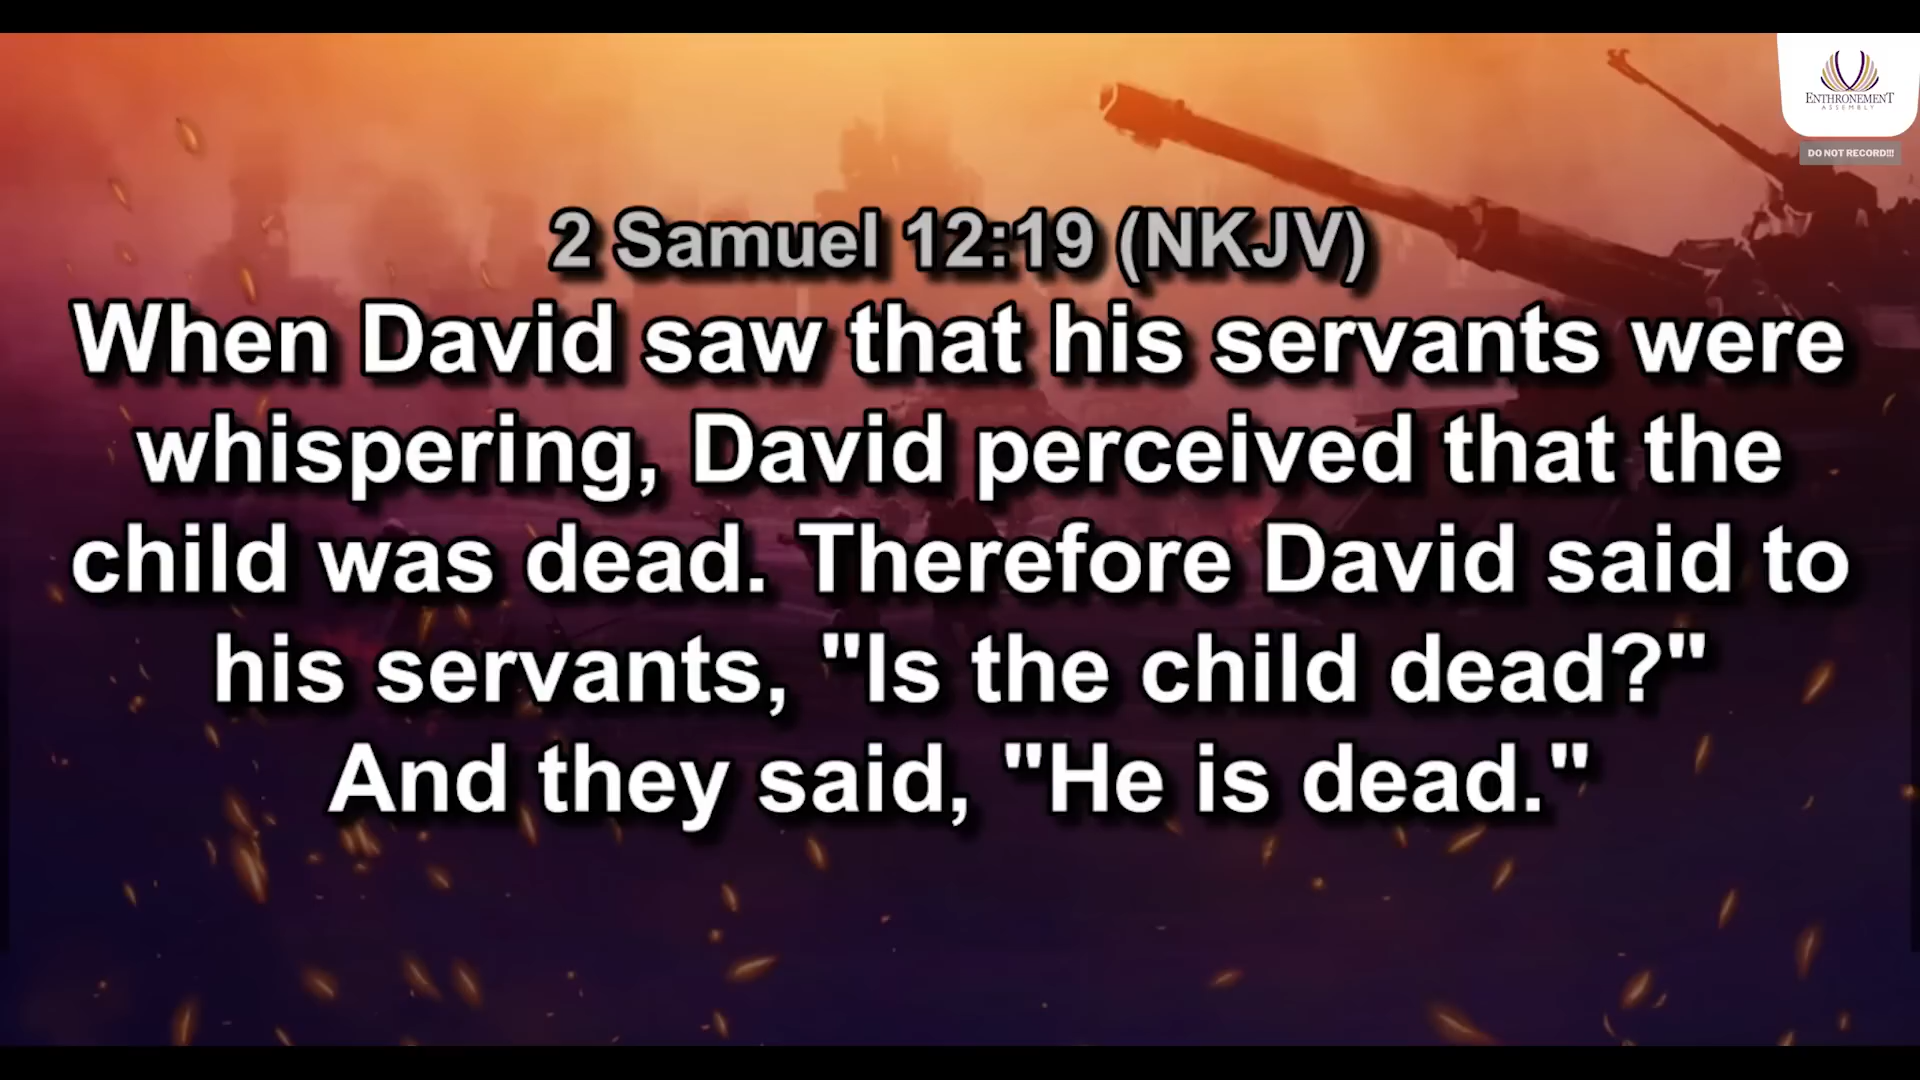 ENTHRONEMENT
ASSEMBLY
DO NOT RECORD!!!
2 Samuel 12:19 (NKJV)
When David saw that his servants were
whispering, David perceived that the
child was dead. Therefore David said to
his servants, "Is the child dead?"
And they said, "He is dead."